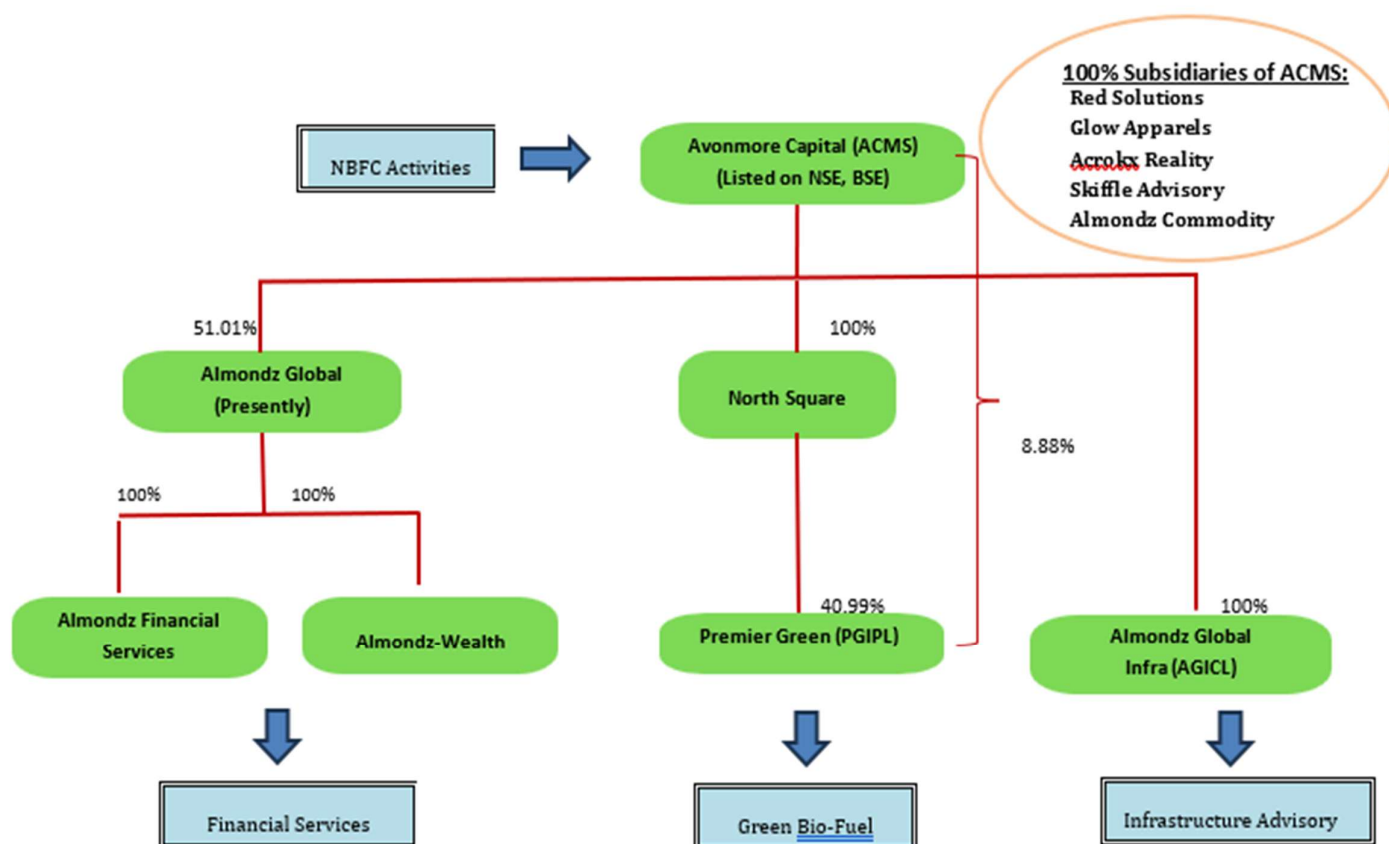 100% Subsidiaries of ACMS:
Red Solutions
Glow Apparels
Acrokx Reality
Skiffle Advisory
Almondz Commodity
NBFC Activities
Avonmore Capital (ACMS)
(Listed on NSE, BSE)
51.01%
100%
Almondz Global
(Presently)
North Square
8.88%
100%
100%
Almondz Financial
Services
Almondz-Wealth
40.99%
Premier Green (PGIPL)
100%
Almondz Global
Infra (AGICL)
Financial Services
Green Bio-Fuel
Infrastructure Advisory